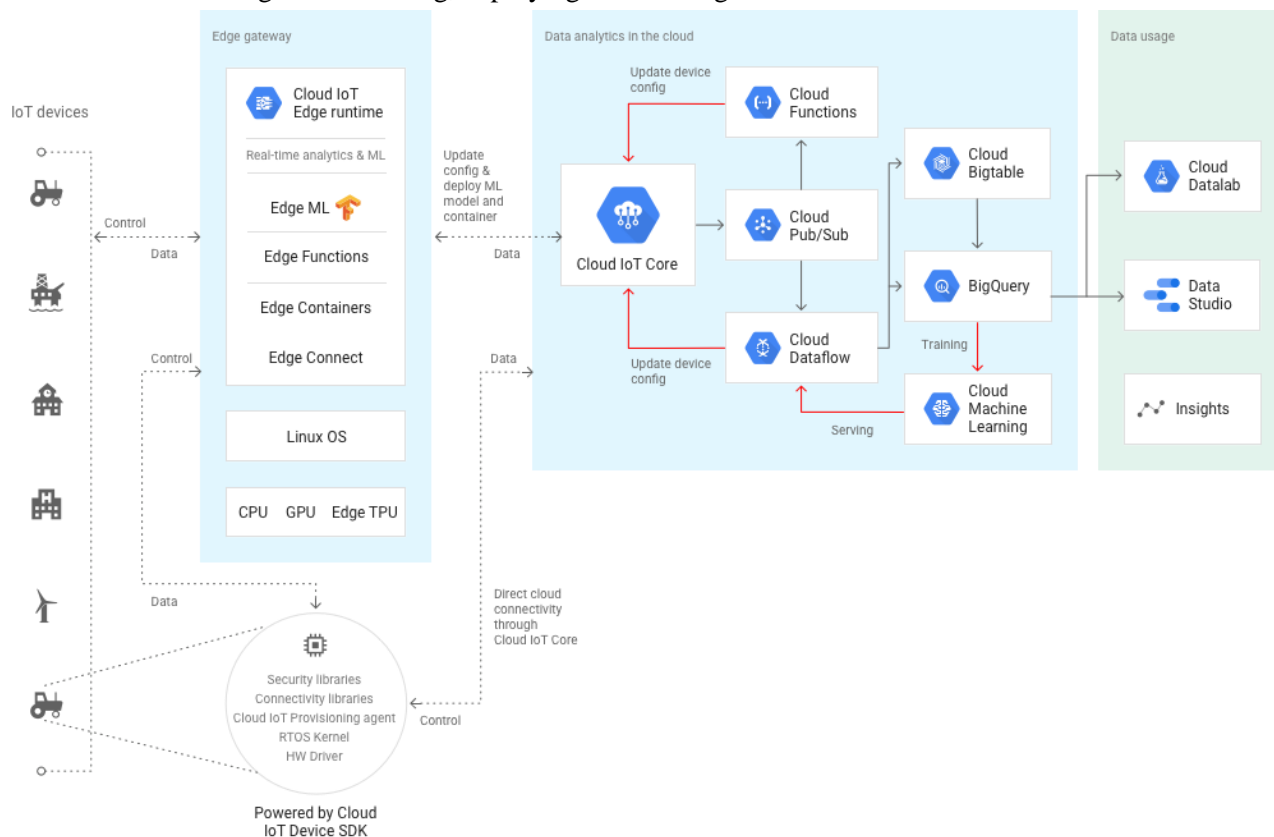 Edge gateway
Data analytics in the cloud
Data usage
IoT devices
Cloud IoT
Edge runtime
Real-time analytics & ML
Edge ML
Edge Functions
Edge Containers
Edge Connect
Linux OS
CPU GPU Edge TPU
Control
Data
Control
Data
Update
config &
deploy ML
model and
container
Data
Data
Direct cloud
connectivity
through
Cloud IoT Core
Control
Security libraries
Connectivity libraries
Cloud IoT Provisioning agent
RTOS Kernel
HW Driver
Powered by Cloud
IoT Device SDK
Update device
config
Cloud
Functions
Cloud IoT Core
Cloud
Pub/Sub
Update device
config
Cloud
Dataflow
Cloud
Bigtable
BigQuery
Training
Cloud
Machine
Learning
Serving
Cloud
Datalab
Data
Studio
Insights